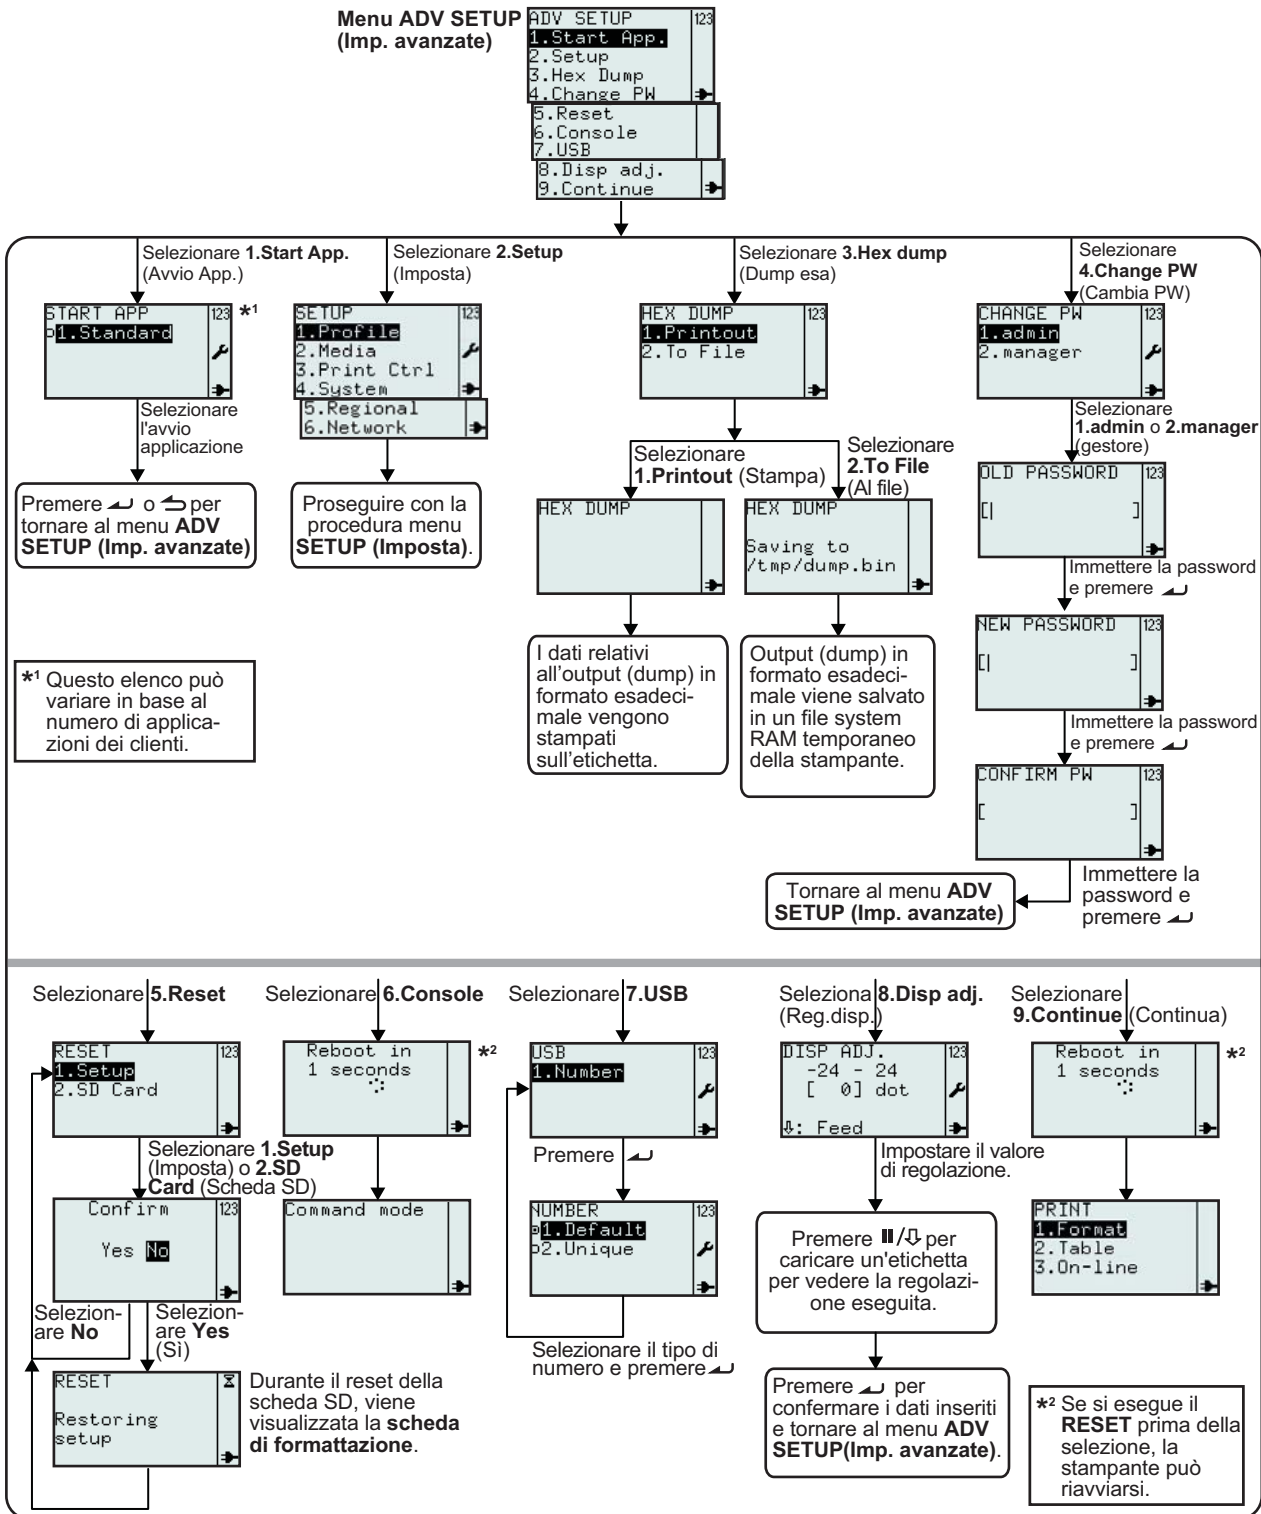 Menu ADV SETUP
(Imp. avanzate)
ADV SETUP 123
1.Start App.
2.Setup
3.Hex Dump
4.Change PW
5.Reset
6.Console
7.USB
8.Disp adj.
9.Continue
Selezionare 1.Start App.
(Avvio App.)
START APP 123
1.Standard
*1
Selezionare
l'avvio
applicazione
Premere o per
tornare al menu ADV
SETUP (Imp. avanzate)
*1 Questo elenco può
variare in base al
numero di applica-
zioni dei clienti.
Selezionare 2.Setup
(Imposta)
SETUP 123
1.Profile
2.Media
3.Print Ctrl
4.System
5.Regional
6.Network
Proseguire con la
procedura menu
SETUP (Imposta).
Selezionare 3.Hex dump
(Dump esa)
HEX DUMP 123
1.Printout
2.To File
Selezionare
1.Printout (Stampa)
HEX DUMP
I dati relativi
all'output (dump) in
formato esadeci-
male vengono
stampati
sull'etichetta.
Selezionare
2.To File
(Al file)
HEX DUMP
Saving to
/tmp/dump.bin
Output (dump) in
formato esadeci-
male viene salvato
in un file system
RAM temporaneo
della stampante.
Selezionare
4.Change PW
(Cambia PW)
CHANGE PW 123
1.admin
2.manager
Selezionare
1.admin o 2.manager
(gestore)
OLD PASSWORD 123
[| ]
Immettere la password
e premere
NEW PASSWORD 123
[| ]
Immettere la password
e premere
CONFIRM PW 123
[ ]
Immettere la
password e
premere
Tornare al menu ADV
SETUP (Imp. avanzate)
Selezionare 5.Reset
RESET 123
1.Setup
2.SD Card
Selezionare 1.Setup
(Imposta) o 2.SD
Card (Scheda SD)
Confirm 123
Yes No
Selezion-
are No
Selezion-
are Yes
(Sì)
RESET
Restoring
setup
Durante il reset della
scheda SD, viene
visualizzata la scheda
di formattazione.
Selezionare 6.Console
Reboot in
1 seconds
*2
Command mode
Selezionare 7.USB
USB 123
1.Number
Premere
NUMBER 123
1.Default
2.Unique
Selezionare il tipo di
numero e premere
Seleziona 8.Disp adj.
(Reg.disp.)
DISP ADJ. 123
-24 - 24
[ 0] dot
⇩: Feed
Impostare il valore
di regolazione.
Premere /⇩ per
caricare un'etichetta
per vedere la regolazi-
one eseguita.
Premere per
confermare i dati inseriti
e tornare al menu ADV
SETUP(Imp. avanzate).
Selezionare
9.Continue (Continua)
Reboot in
1 seconds
*2
PRINT
1.Format
2.Table
3.On-line
*2 Se si esegue il
RESET prima della
selezione, la
stampante può
riavviarsi.